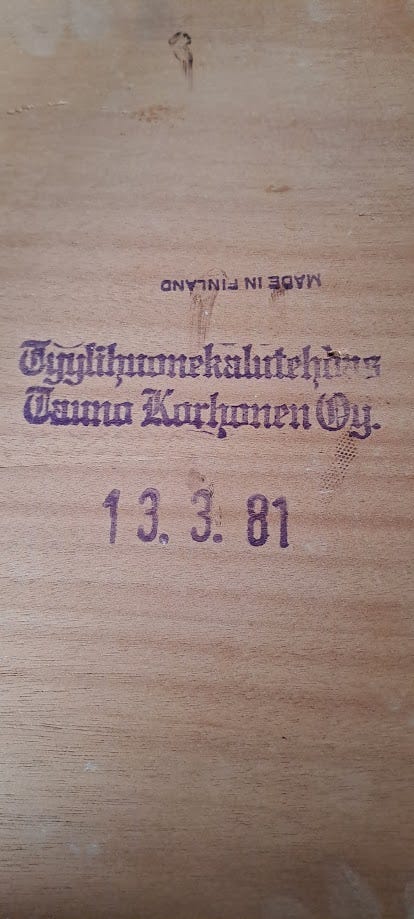 MADE IN FINLAND
Tyylihuonekalutehdas
Tauno Korhonen Oy.
13. 3. 81